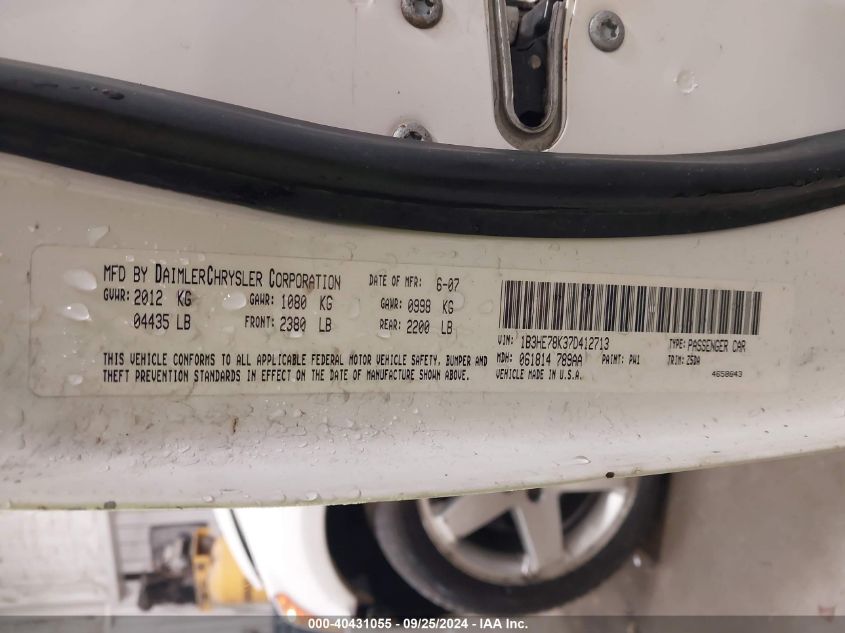 MFD BY DAIMLERCHRYSLER CORPORATION DATE OF MFR: 6-07
GVWR: 2012 KG GAWR: 1080 KG GAWR: 0998 KG
04435 LB FRONT: 2380 LB REAR: 2200 LB
THIS VEHICLE CONFORMS TO ALL APPLICABLE FEDERAL MOTOR VEHICLE SAFETY, BUMPER AND
THEFT PREVENTION STANDARDS IN EFFECT ON THE DATE OF MANUFACTURE SHOWN ABOVE.
VIN: 1B3HE78K37D412713 TYPE: PASSENGER CAR
MDH: 061814 789AA PAINT: PW1 TRIM: Z5DA
VEHICLE MADE IN U.S.A. 4658643
000-40431055 - 09/25/2024 - IAA Inc.